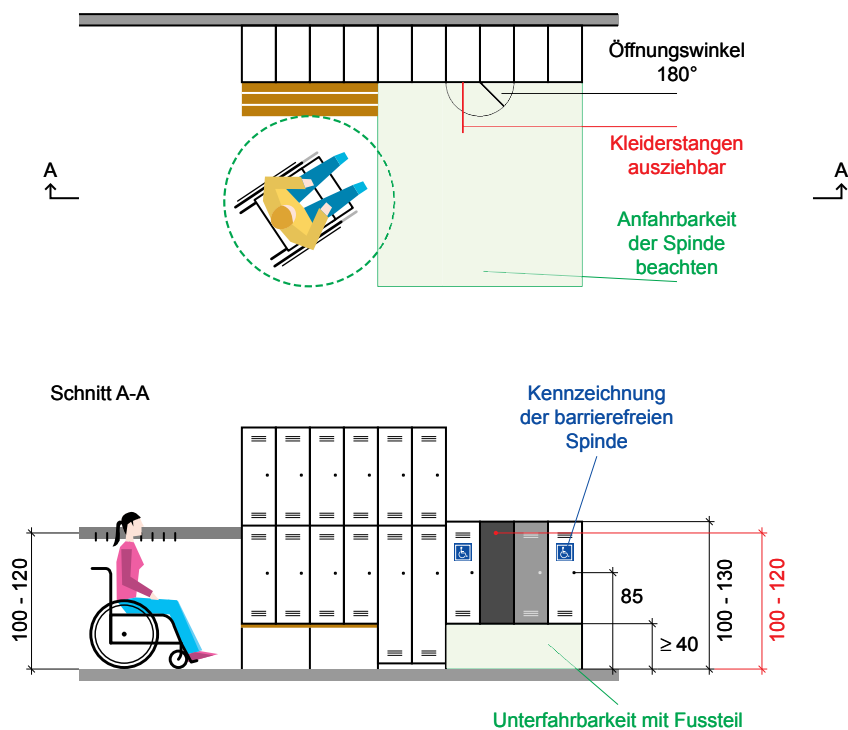 Öffnungswinkel
180°
Kleiderstangen
ausziehbar
A
A
Anfahrbarkeit
der Spinde
beachten
Schnitt A-A
Kennzeichnung
der barrierefreien
Spinde
100 - 120
85
≥ 40
100 - 130
100 - 120
Unterfahrbarkeit mit Fussteil